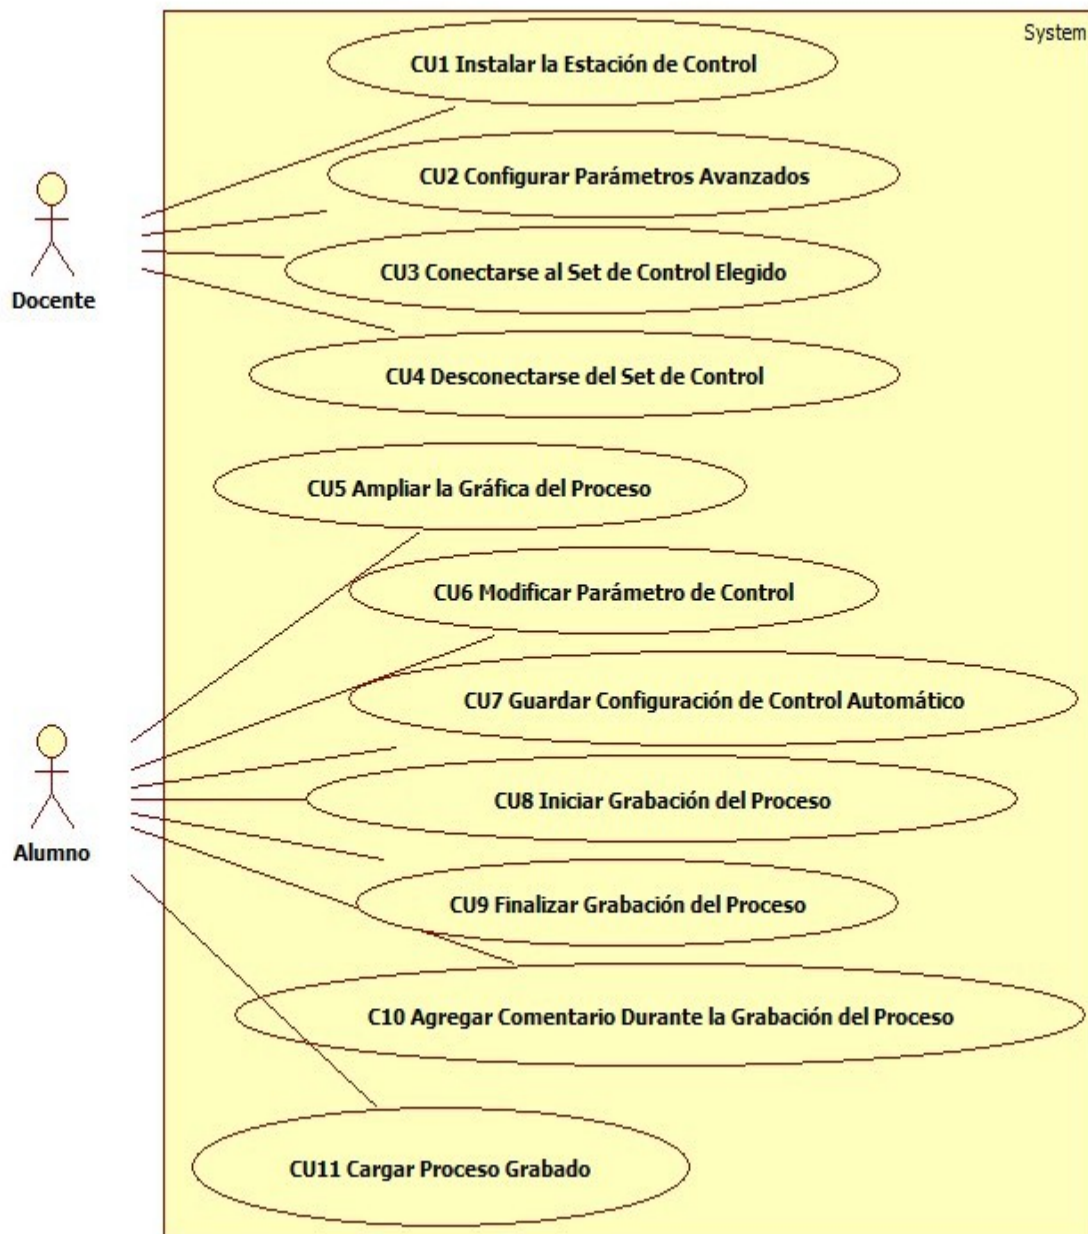 System
CU1 Instalar la Estación de Control
CU2 Configurar Parámetros Avanzados
CU3 Conectarse al Set de Control Elegido
Docente
CU4 Desconectarse del Set de Control
CU5 Ampliar la Gráfica del Proceso
CU6 Modificar Parámetro de Control
CU7 Guardar Configuración de Control Automático
CU8 Iniciar Grabación del Proceso
Alumno
CU9 Finalizar Grabación del Proceso
C10 Agregar Comentario Durante la Grabación del Proceso
CU11 Cargar Proceso Grabado